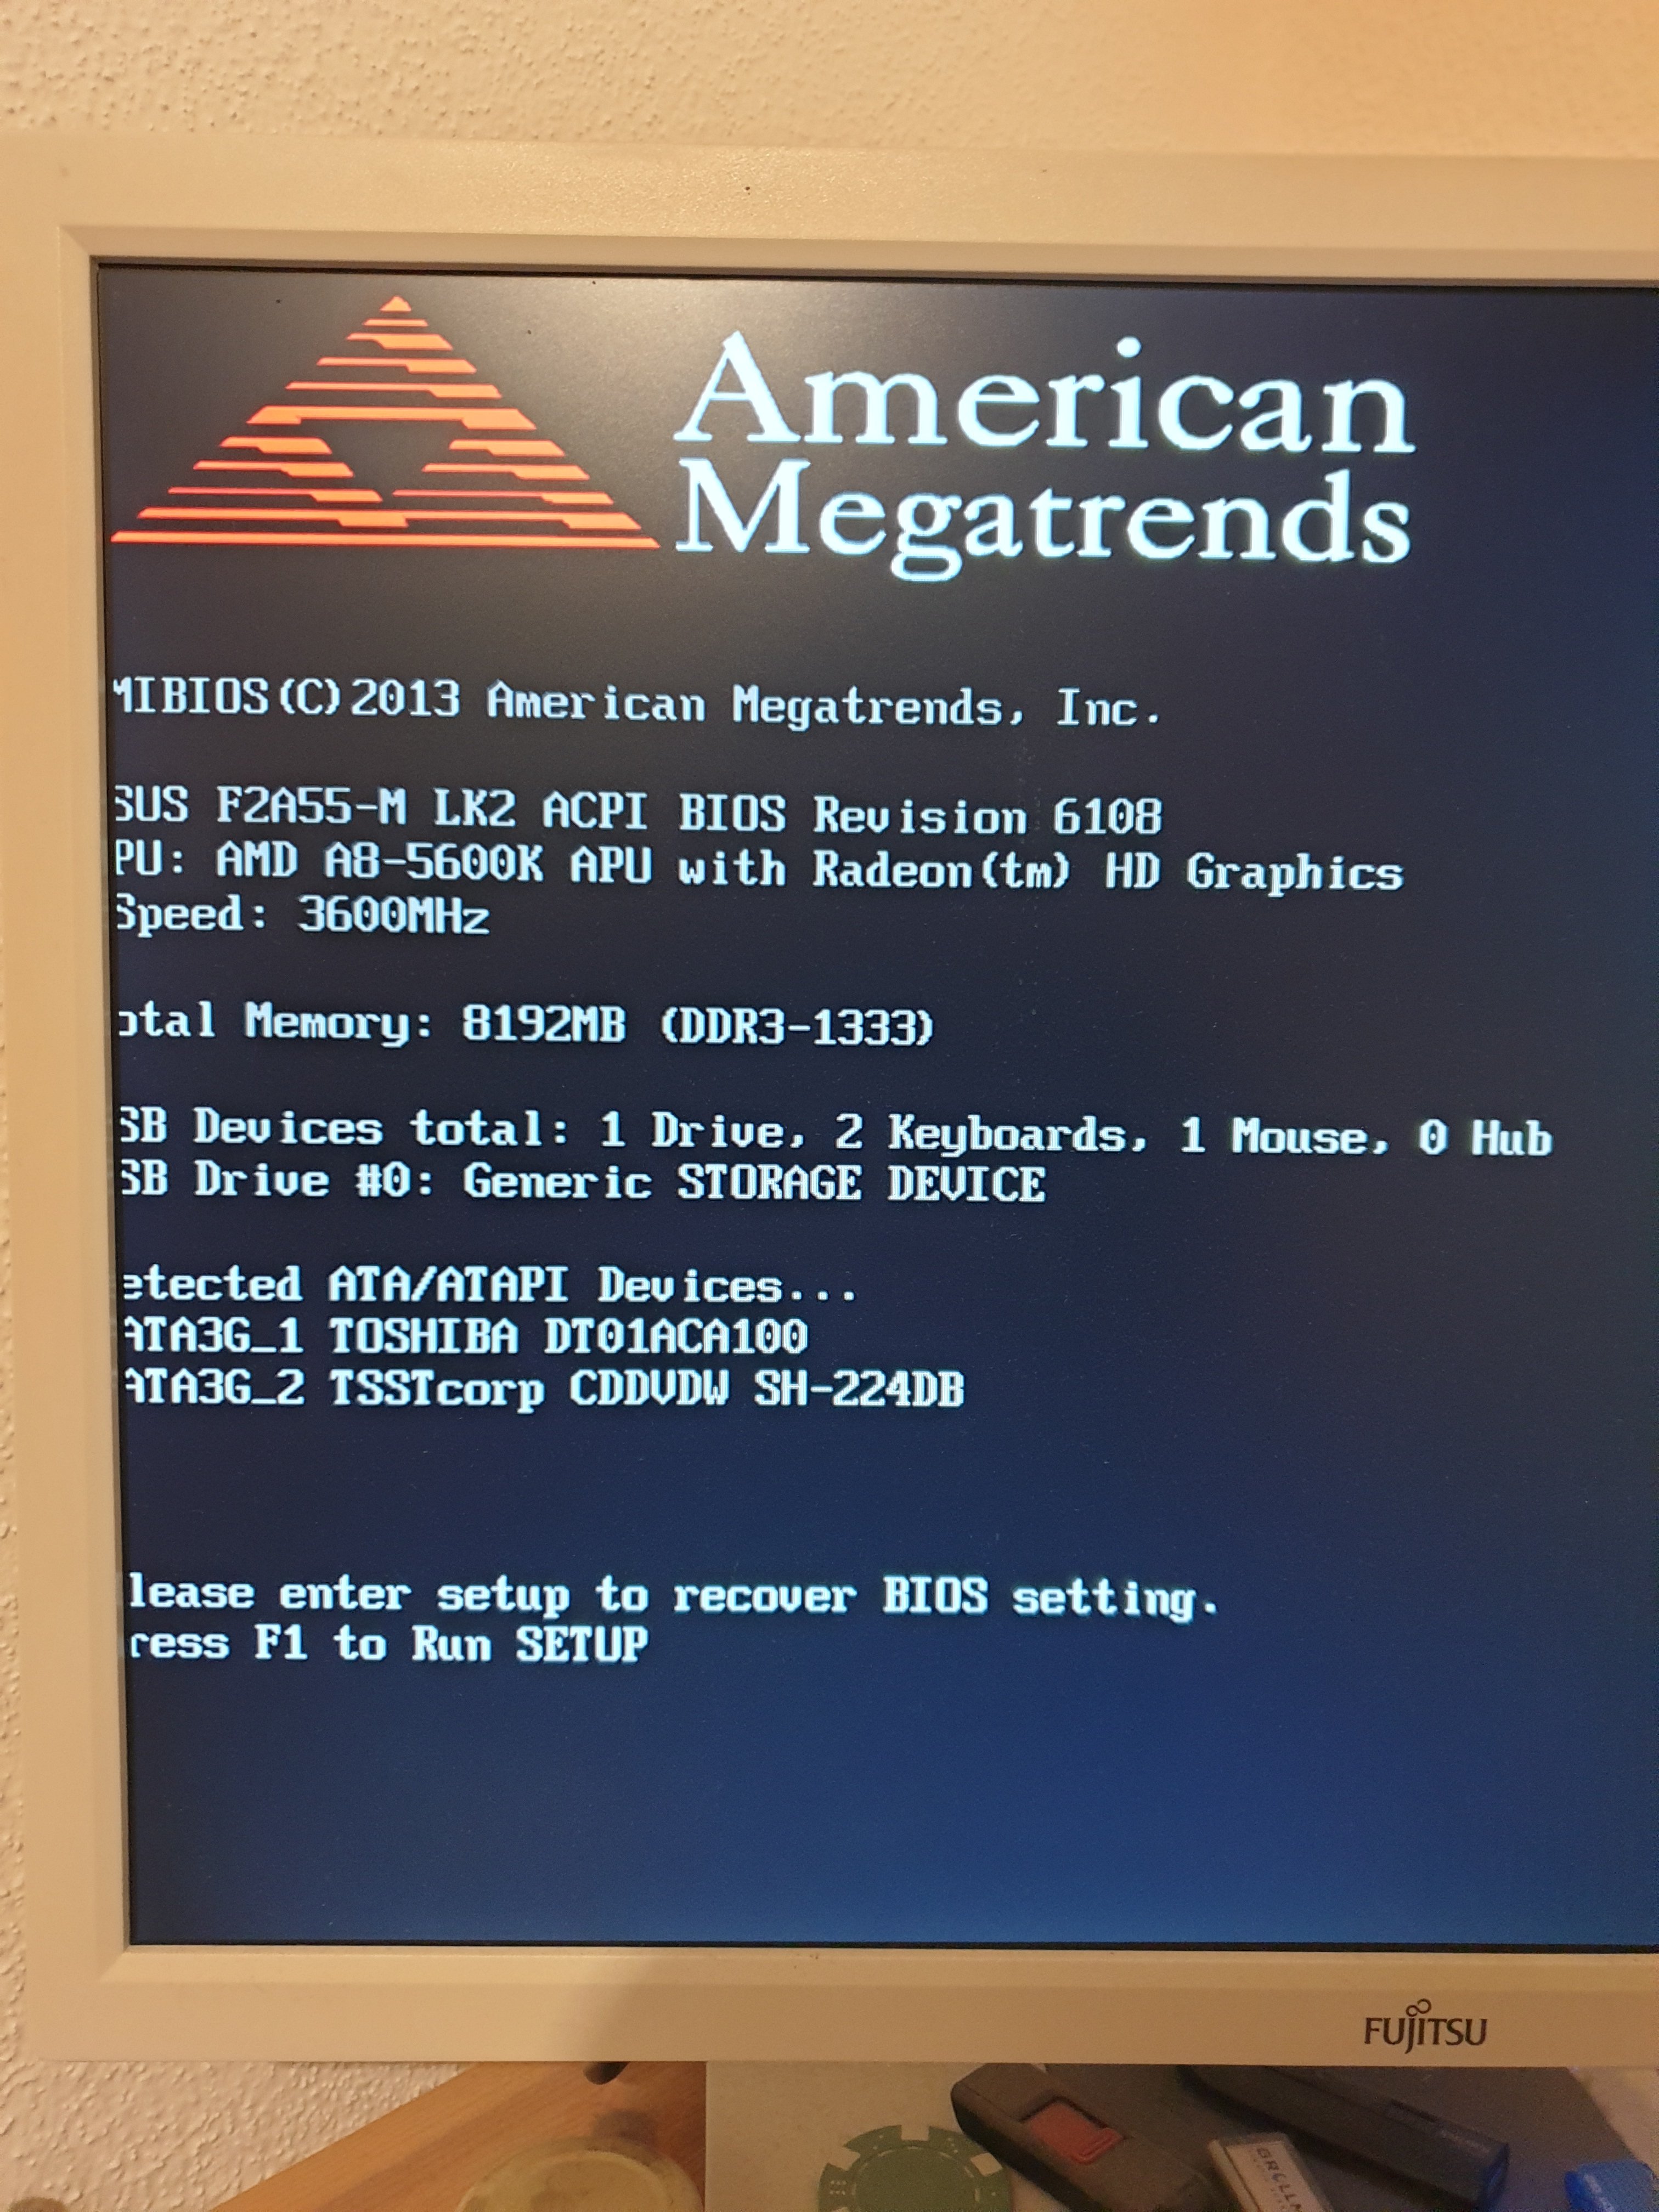 American
Megatrends
MIBIOS(C)2013 American Megatrends, Inc.
SUS F2A55-M LK2 ACPI BIOS Revision 6108
PU: AMD A8-5600K APU with Radeon(tm) HD Graphics
Speed: 3600MHz
otal Memory: 8192MB (DDR3-1333)
SB Devices total: 1 Drive, 2 Keyboards, 1 Mouse, 0 Hub
SB Drive #0: Generic STORAGE DEVICE
etected ATA/ATAPI Devices...
ATA3G_1 TOSHIBA DT01ACA100
ATA3G_2 TSSTcorp CDDVDW SH-224DB
lease enter setup to recover BIOS setting.
ress F1 to Run SETUP
FUJITSU